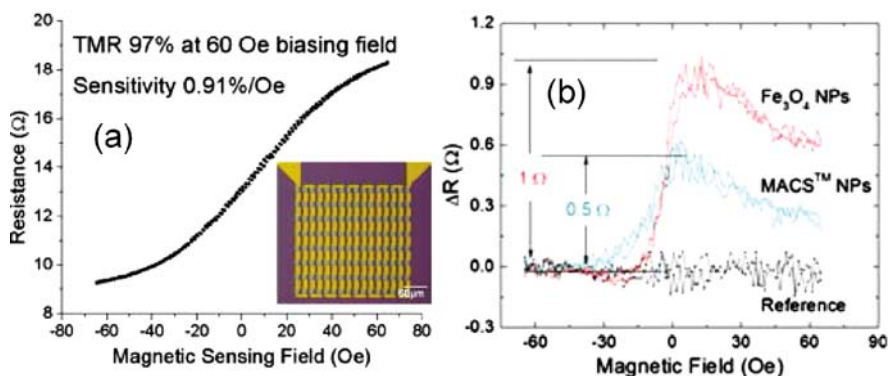 TMR 97% at 60 Oe biasing field
Sensitivity 0.91%/Oe
(a)
Resistance (Ω)
20
18
16
14
12
10
8
-80 -60 -40 -20 0 20 40 60 80
Magnetic Sensing Field (Oe)
(b)
ΔR (Ω)
1.2
0.9
0.6
0.3
0.0
-0.3
1 Ω
0.5 Ω
Fe₃O₄ NPs
MACS™ NPs
Reference
-60 -30 0 30 60 90
Magnetic Field (Oe)